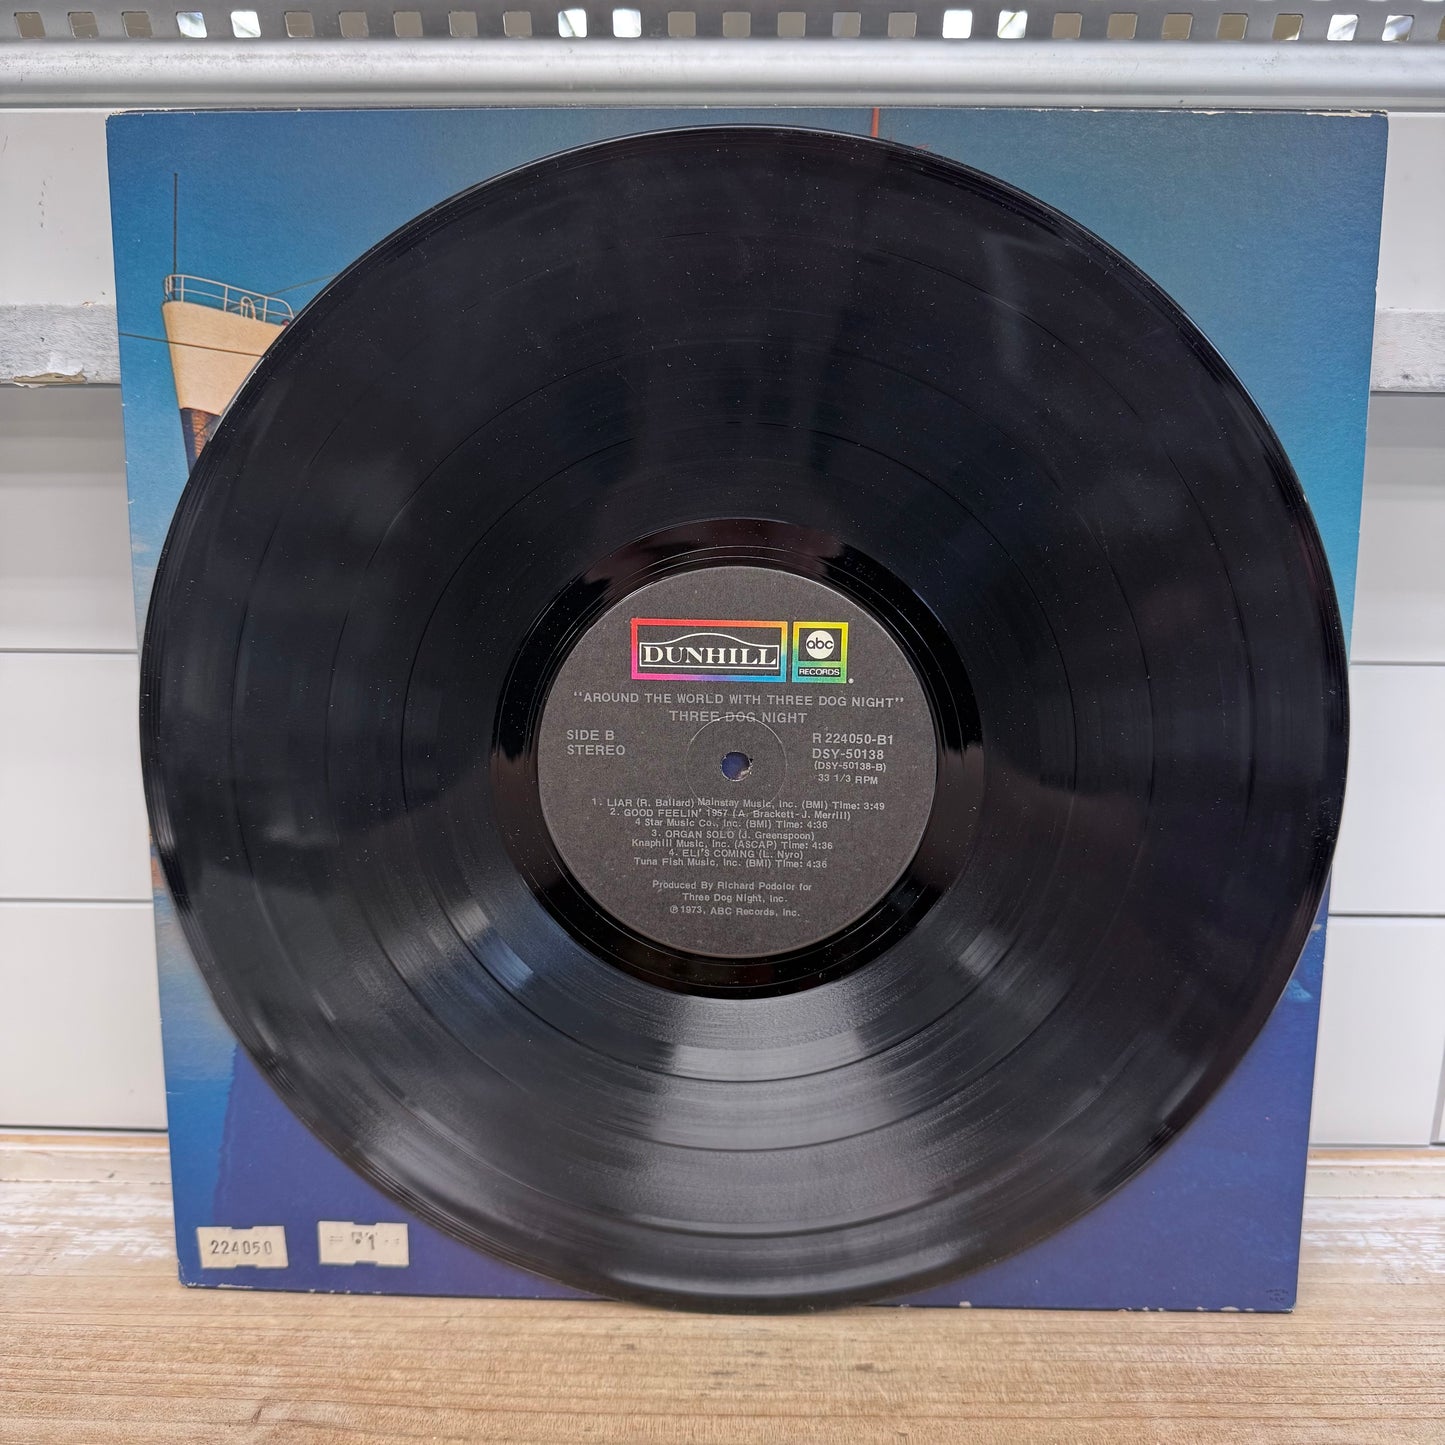 DUNHILL
abc
RECORDS
"AROUND THE WORLD WITH THREE DOG NIGHT"
THREE DOG NIGHT
SIDE B
STEREO
R 224050-B1
DSY-50138
(DSY-50138-B)
33 1/3 RPM
1. LIAR (R. Ballard) Mainstay Music, Inc. (BMI) Time: 3:49
2. GOOD FEELIN' 1957 (A. Brackett-J. Merrill)
4 Star Music Co., Inc. (BMI) Time: 4:36
3. ORGAN SOLO (J. Greenspoon)
Knaphill Music, Inc. (ASCAP) Time: 4:36
4. ELI'S COMING (L. Nyro)
Tuna Fish Music, Inc. (BMI) Time: 4:36
Produced By Richard Podolor for
Three Dog Night, Inc.
℗ 1973, ABC Records, Inc.
224050
1